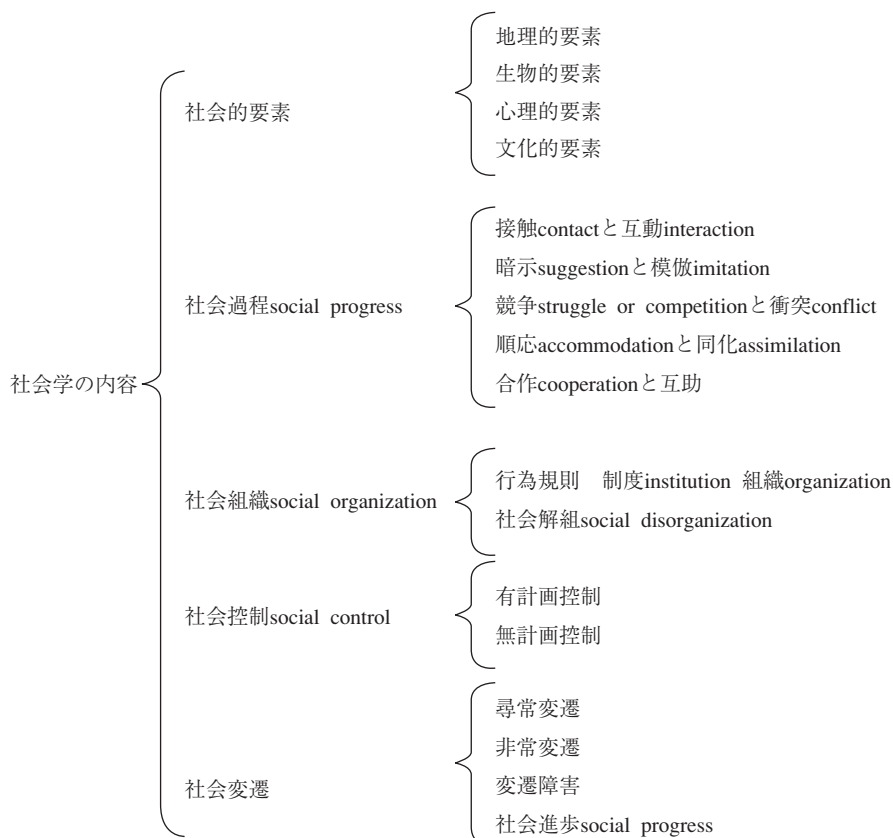 地理的要素
生物的要素
社会的要素
心理的要素
文化的要素
接触contactと互動interaction
暗示suggestionと模倣imitation
社会過程social progress
競争struggle or competitionと衝突conflict
順応accommodationと同化assimilation
社会学の内容
合作cooperationと互助
行為規則　制度institution 組織organization
社会組織social organization
社会解組social disorganization
有計画控制
社会控制social control
無計画控制
尋常変遷
非常変遷
社会変遷
変遷障害
社会進歩social progress